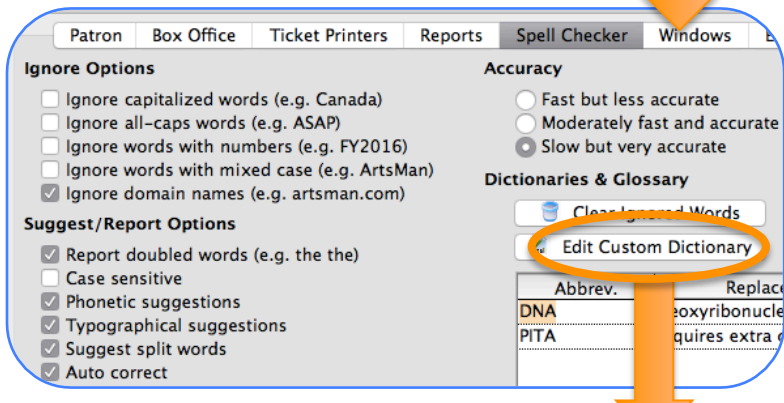 Patron Box Office Ticket Printers Reports Spell Checker Windows
Ignore Options
Ignore capitalized words (e.g. Canada)
Ignore all-caps words (e.g. ASAP)
Ignore words with numbers (e.g. FY2016)
Ignore words with mixed case (e.g. ArtsMan)
Ignore domain names (e.g. artsman.com)
Suggest/Report Options
Report doubled words (e.g. the the)
Case sensitive
Phonetic suggestions
Typographical suggestions
Suggest split words
Auto correct
Accuracy
Fast but less accurate
Moderately fast and accurate
Slow but very accurate
Dictionaries & Glossary
Clear Ignored Words
Edit Custom Dictionary
Abbrev. Replace
DNA eoxyribonucle
PITA quires extra